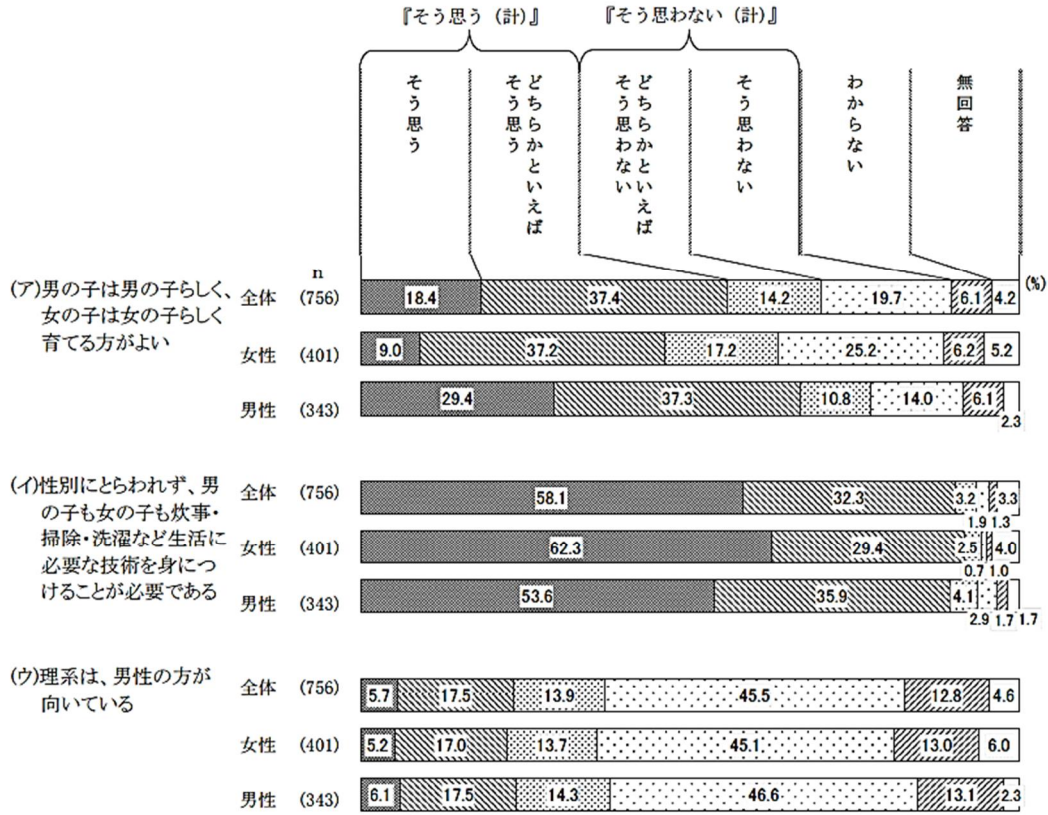 『そう思う（計）』
『そう思わない（計）』
そう思う
どちらかといえば
そう思う
どちらかといえば
そう思わない
そう思わない
わからない
無回答
n
(%)
(ア)男の子は男の子らしく、
女の子は女の子らしく
育てる方がよい
全体 (756) 18.4 37.4 14.2 19.7 6.1 4.2
女性 (401) 9.0 37.2 17.2 25.2 6.2 5.2
男性 (343) 29.4 37.3 10.8 14.0 6.1 2.3
(イ)性別にとらわれず、男
の子も女の子も炊事・
掃除・洗濯など生活に
必要な技術を身につ
けることが必要である
全体 (756) 58.1 32.3 3.2 1.9 1.3 3.3
女性 (401) 62.3 29.4 2.5 0.7 1.0 4.0
男性 (343) 53.6 35.9 4.1 2.9 1.7 1.7
(ウ)理系は、男性の方が
向いている
全体 (756) 5.7 17.5 13.9 45.5 12.8 4.6
女性 (401) 5.2 17.0 13.7 45.1 13.0 6.0
男性 (343) 6.1 17.5 14.3 46.6 13.1 2.3